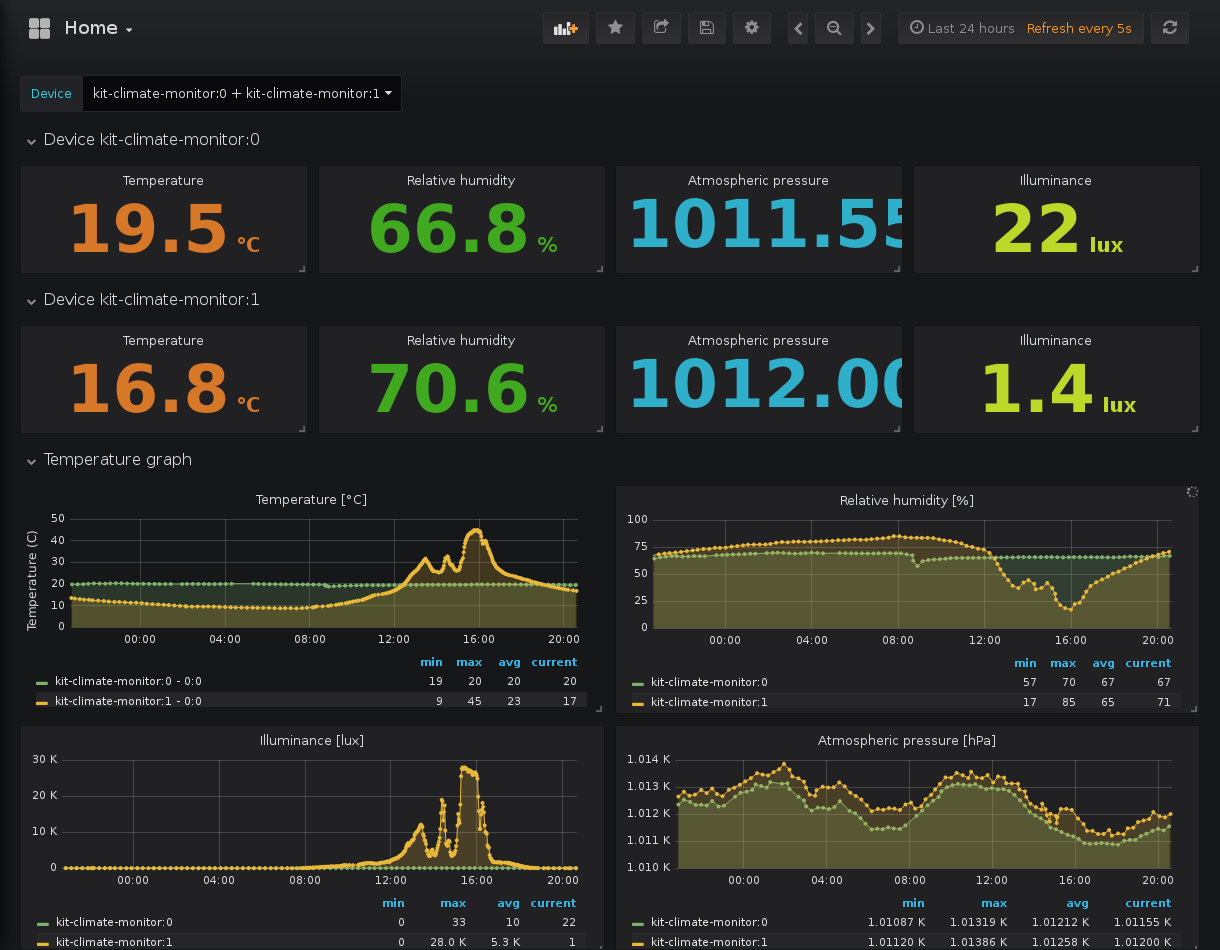 Home
Last 24 hours Refresh every 5s
Device kit-climate-monitor:0 + kit-climate-monitor:1
Device kit-climate-monitor:0
Temperature Relative humidity Atmospheric pressure Illuminance
19.5 °C 66.8 % 1011.55 22 lux
Device kit-climate-monitor:1
Temperature Relative humidity Atmospheric pressure Illuminance
16.8 °C 70.6 % 1012.00 1.4 lux
Temperature graph
Temperature [°C]
Temperature (C)
50
40
30
20
10
0
00:00 04:00 08:00 12:00 16:00 20:00
min max avg current
kit-climate-monitor:0 - 0:0 19 20 20 20
kit-climate-monitor:1 - 0:0 9 45 23 17
Relative humidity [%]
100
75
50
25
0
00:00 04:00 08:00 12:00 16:00 20:00
min max avg current
kit-climate-monitor:0 57 70 67 67
kit-climate-monitor:1 17 85 65 71
Illuminance [lux]
30 K
20 K
10 K
0
00:00 04:00 08:00 12:00 16:00 20:00
min max avg current
kit-climate-monitor:0 0 33 10 22
kit-climate-monitor:1 0 28.0 K 5.3 K 1
Atmospheric pressure [hPa]
1.014 K
1.013 K
1.012 K
1.011 K
1.010 K
00:00 04:00 08:00 12:00 16:00 20:00
min max avg current
kit-climate-monitor:0 1.01087 K 1.01319 K 1.01212 K 1.01155 K
kit-climate-monitor:1 1.01120 K 1.01386 K 1.01258 K 1.01200 K